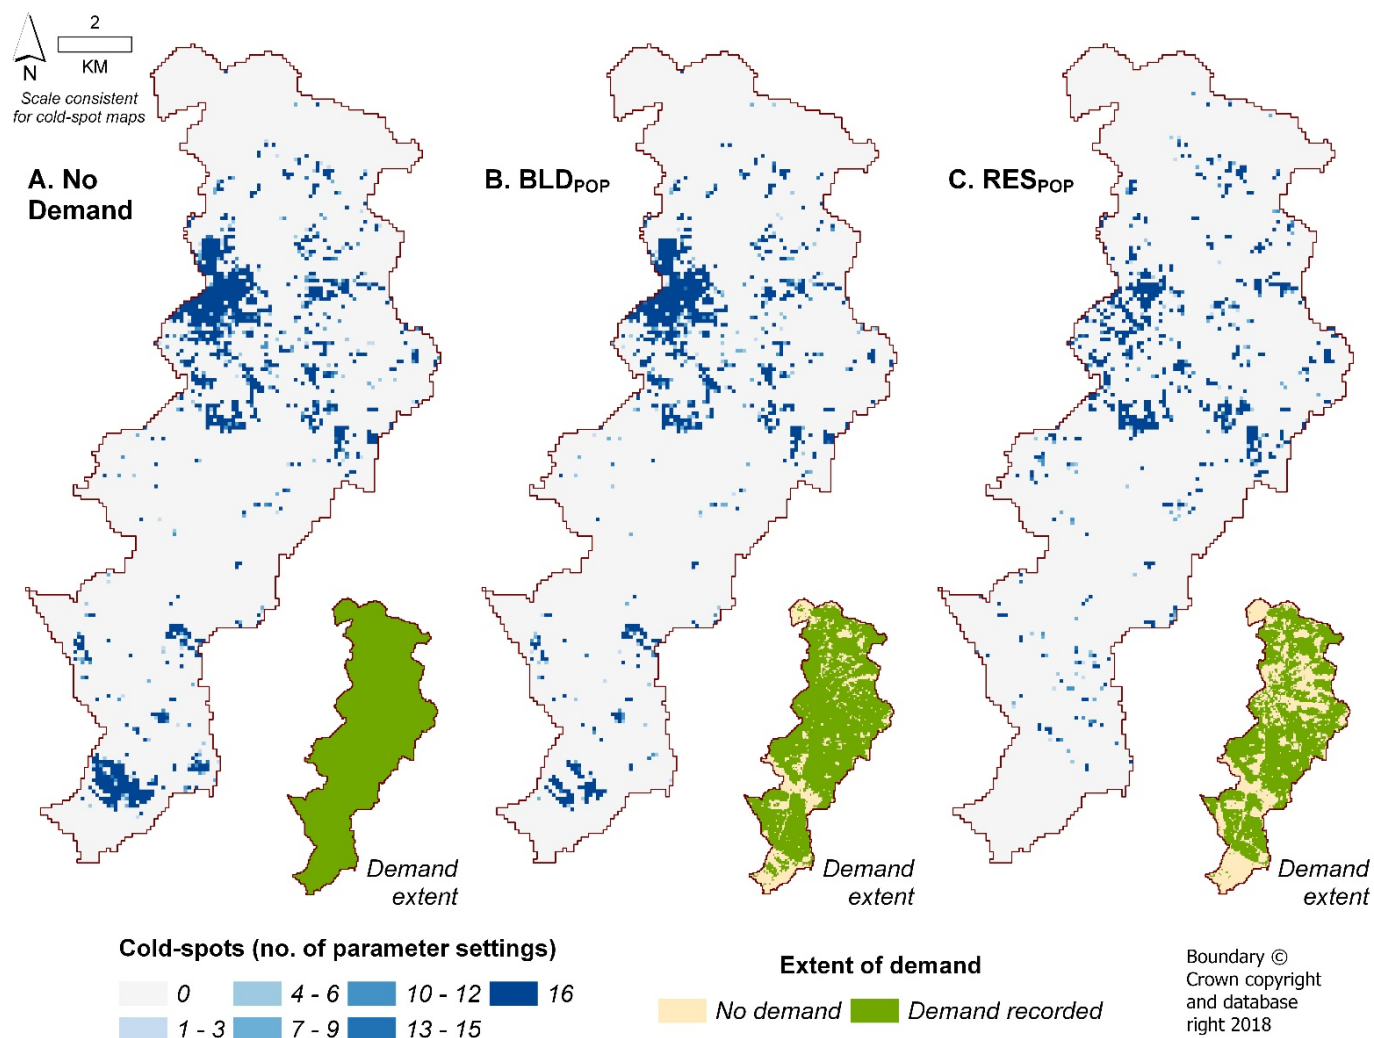 2
KM
N
Scale consistent
for cold-spot maps
A. No
Demand
B. BLDPOP
C. RESPOP
Demand
extent
Demand
extent
Demand
extent
Cold-spots (no. of parameter settings)
0
4 - 6
10 - 12
16
1 - 3
7 - 9
13 - 15
Extent of demand
No demand
Demand recorded
Boundary ©
Crown copyright
and database
right 2018